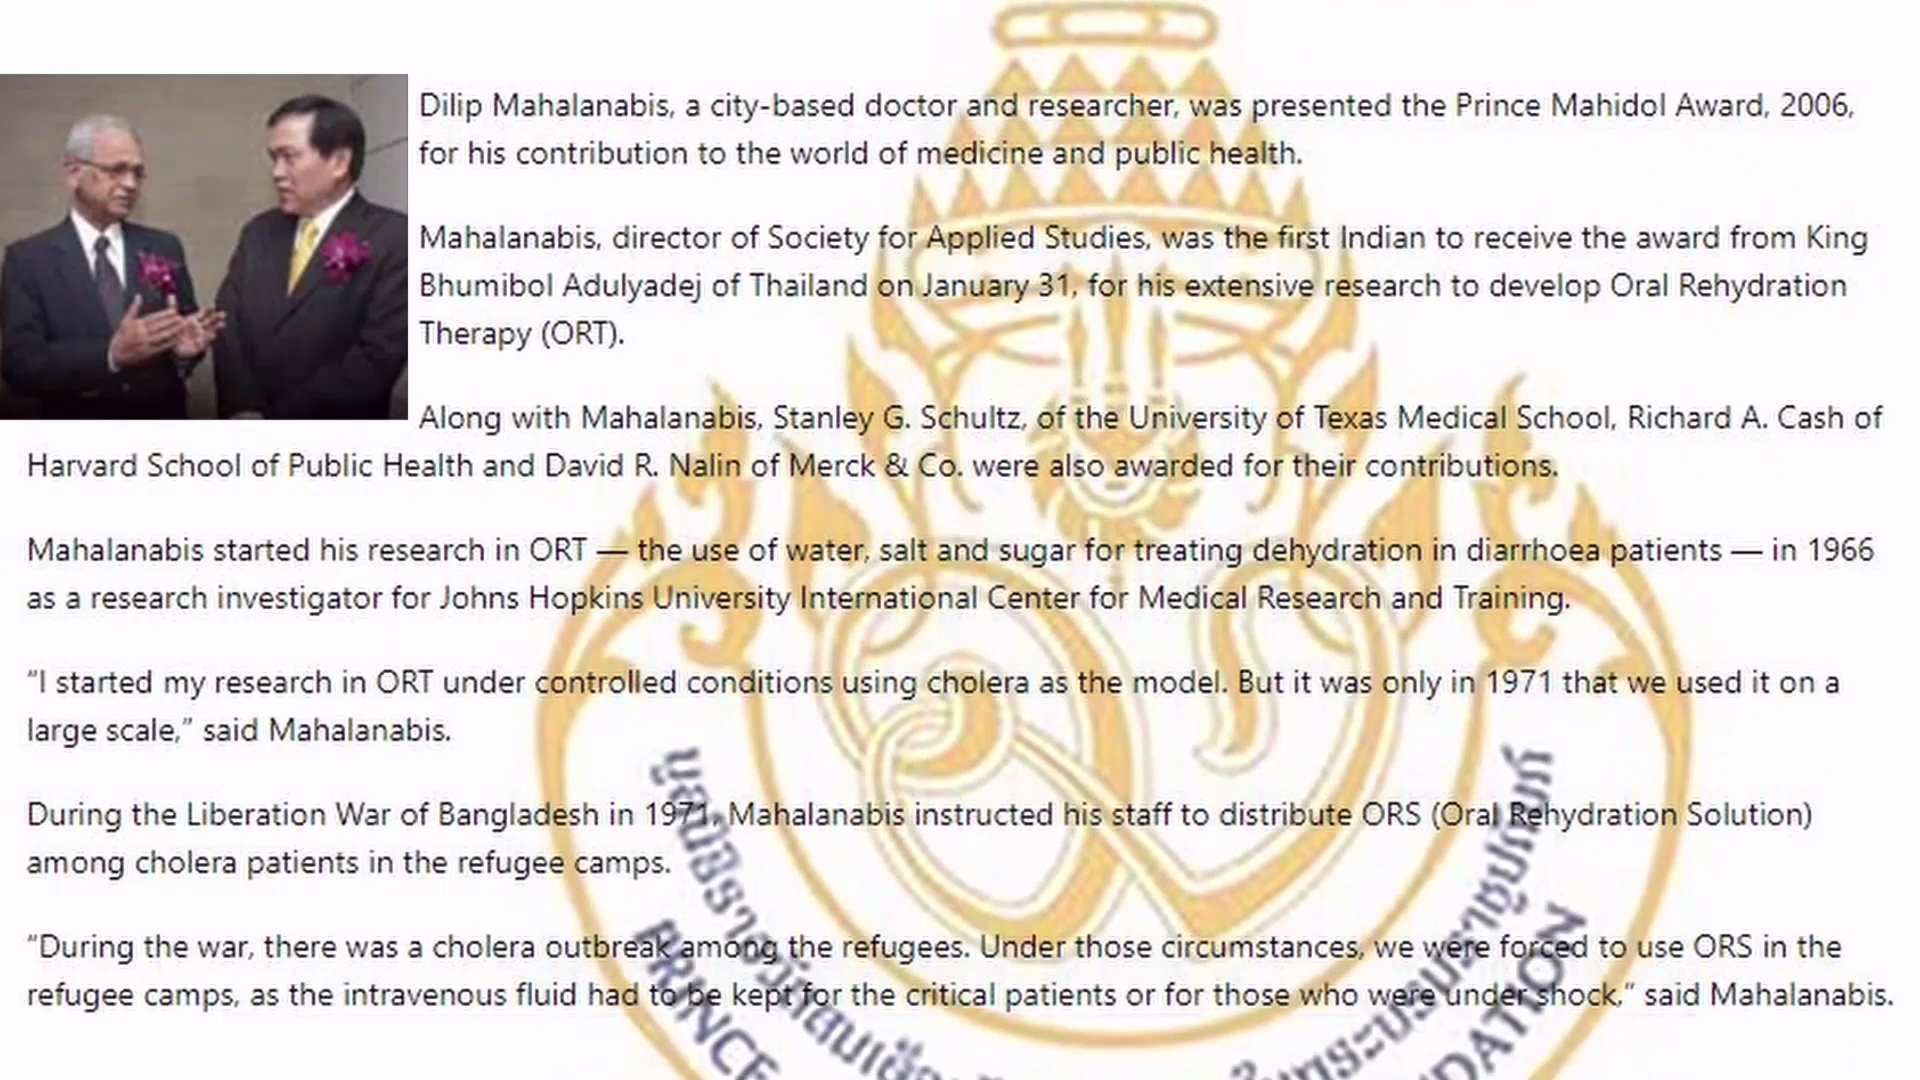 Dilip Mahalanabis, a city-based doctor and researcher, was presented the Prince Mahidol Award, 2006,
for his contribution to the world of medicine and public health.
Mahalanabis, director of Society for Applied Studies, was the first Indian to receive the award from King
Bhumibol Adulyadej of Thailand on January 31, for his extensive research to develop Oral Rehydration
Therapy (ORT).
Along with Mahalanabis, Stanley G. Schultz, of the University of Texas Medical School, Richard A. Cash of
Harvard School of Public Health and David R. Nalin of Merck & Co. were also awarded for their contributions.
Mahalanabis started his research in ORT — the use of water, salt and sugar for treating dehydration in diarrhoea patients — in 1966
as a research investigator for Johns Hopkins University International Center for Medical Research and Training.
“I started my research in ORT under controlled conditions using cholera as the model. But it was only in 1971 that we used it on a
large scale,” said Mahalanabis.
During the Liberation War of Bangladesh in 1971, Mahalanabis instructed his staff to distribute ORS (Oral Rehydration Solution)
among cholera patients in the refugee camps.
“During the war, there was a cholera outbreak among the refugees. Under those circumstances, we were forced to use ORS in the
refugee camps, as the intravenous fluid had to be kept for the critical patients or for those who were under shock,” said Mahalanabis.